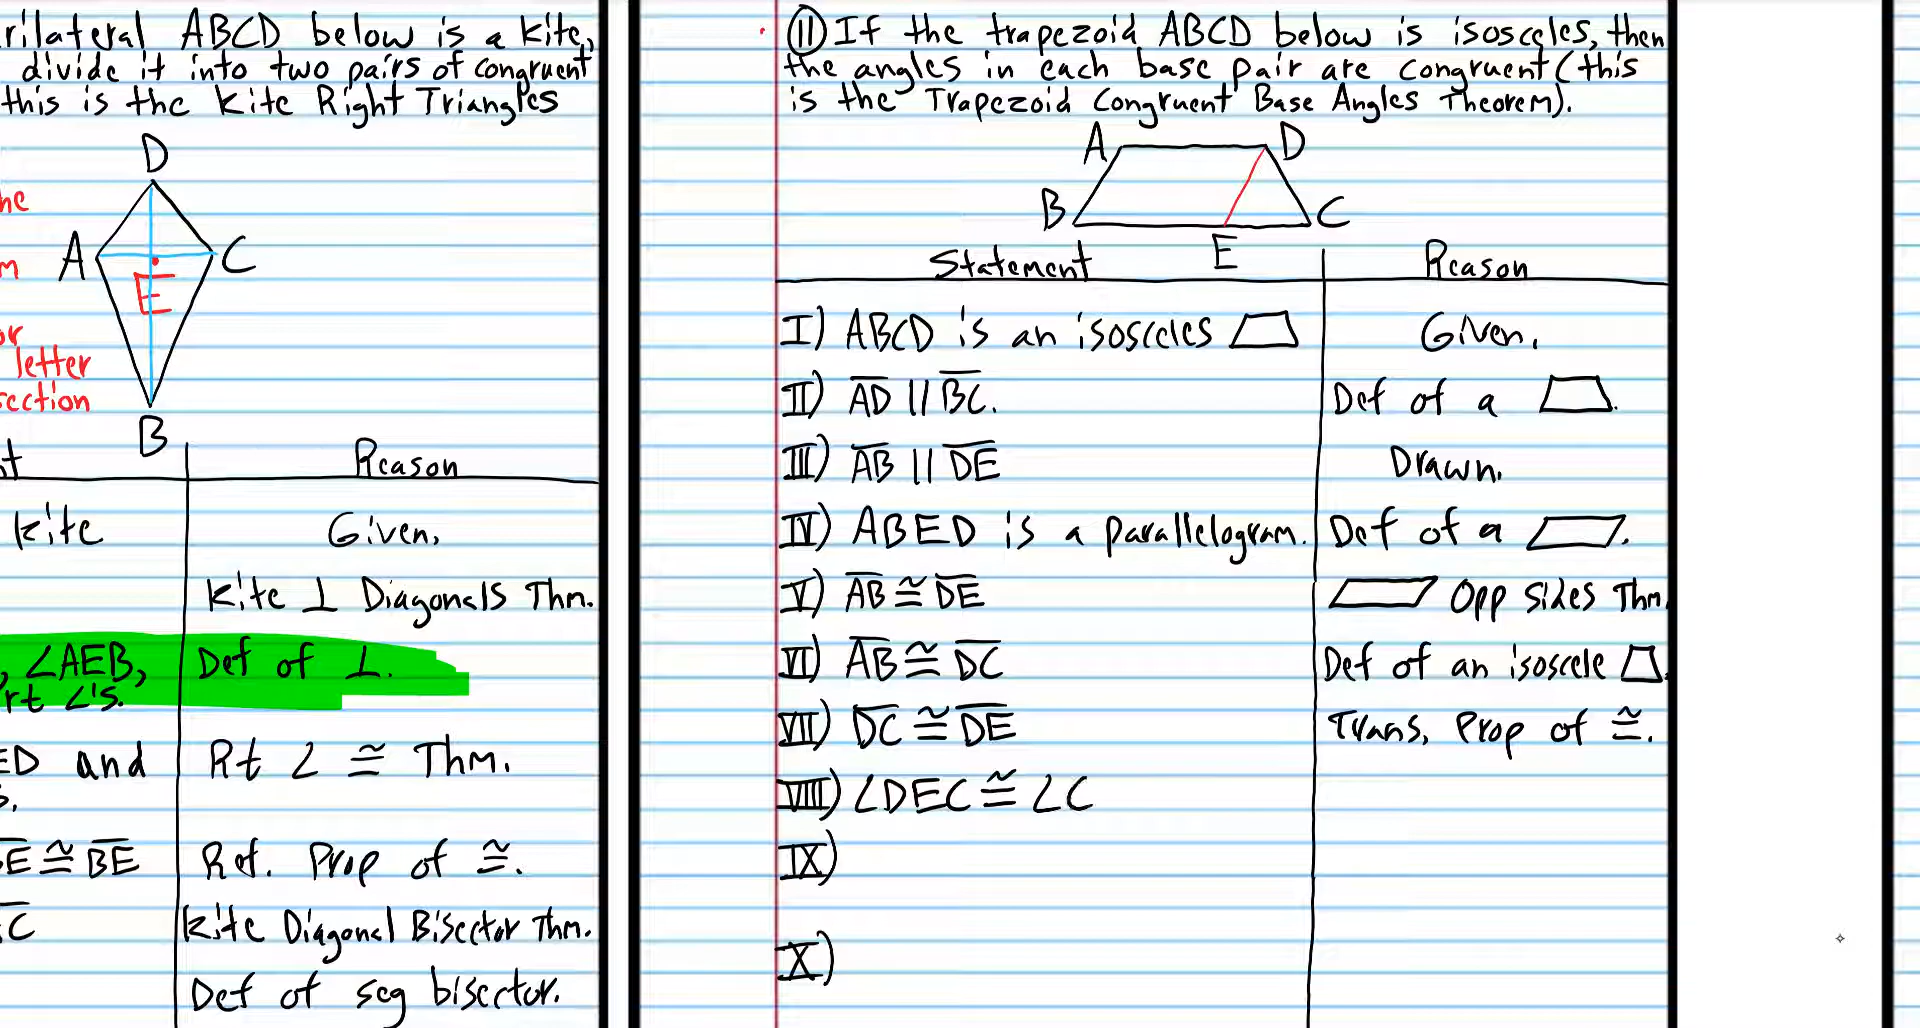 rilateral ABCD below is a kite,
divide it into two pairs of congruent
this is the Kite Right Triangles
D
he
A C
m E
or
letter
section
B
t Reason
kite Given.
Kite ⊥ Diagonals Thm.
, ∠AEB, Def of ⊥.
rt ∠'s.
ED and Rt ∠ ≅ Thm.
s.
E ≅ BE Ref. Prop of ≅.
C Kite Diagonal Bisector Thm.
Def of seg bisector.
11 If the trapezoid ABCD below is isosceles, then
the angles in each base pair are congruent (this
is the Trapezoid Congruent Base Angles Theorem).
A D
B C
E
Statement Reason
I) ABCD is an isosceles Given.
II) AD || BC. Def of a
III) AB || DE Drawn.
IV) ABED is a parallelogram. Def of a
V) AB ≅ DE Opp sides Thm.
VI) AB ≅ DC Def of an isoscele
VII) DC ≅ DE Trans. Prop of ≅.
VIII) ∠DEC ≅ ∠C
IX)
X)